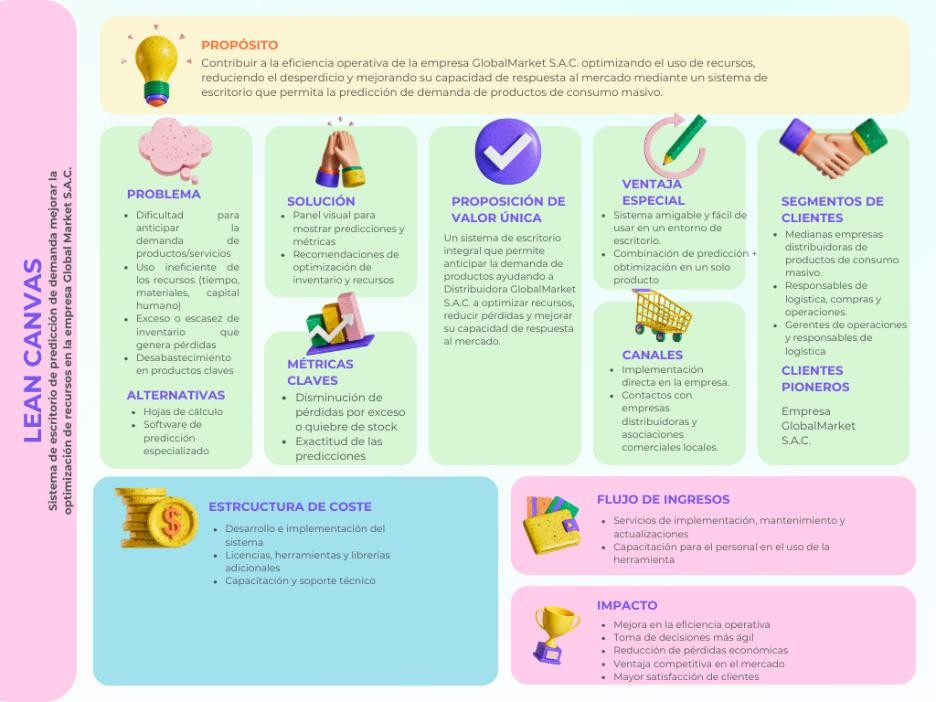 LEAN CANVAS
Sistema de escritorio de predicción de demanda mejorar la
optimización de recursos en la empresa Global Market S.A.C.
PROPÓSITO
Contribuir a la eficiencia operativa de la empresa GlobalMarket S.A.C. optimizando el uso de recursos,
reduciendo el desperdicio y mejorando su capacidad de respuesta al mercado mediante un sistema de
escritorio que permita la predicción de demanda de productos de consumo masivo.
PROBLEMA
• Dificultad para
anticipar la
demanda de
productos/servicios
• Uso ineficiente de
los recursos (tiempo,
materiales, capital
humano)
• Exceso o escasez de
inventario que
genera pérdidas
• Desabastecimiento
en productos claves
ALTERNATIVAS
• Hojas de cálculo
• Software de
predicción
especializado
SOLUCIÓN
• Panel visual para
mostrar predicciones y
métricas
• Recomendaciones de
optimización de
inventario y recursos
MÉTRICAS
CLAVES
• Disminución de
pérdidas por exceso
o quiebre de stock
• Exactitud de las
predicciones
PROPOSICIÓN DE
VALOR ÚNICA
Un sistema de escritorio
integral que permite
anticipar la demanda de
productos ayudando a
Distribuidora GlobalMarket
S.A.C. a optimizar recursos,
reducir pérdidas y mejorar
su capacidad de respuesta
al mercado.
VENTAJA
ESPECIAL
• Sistema amigable y fácil de
usar en un entorno de
escritorio.
• Combinación de predicción +
optimización en un solo
producto
CANALES
• Implementación
directa en la empresa.
• Contactos con
empresas
distribuidoras y
asociaciones
comerciales locales.
SEGMENTOS DE
CLIENTES
• Medianas empresas
distribuidoras de
productos de consumo
masivo.
• Responsables de
logística, compras y
operaciones.
• Gerentes de operaciones
y responsables de
logística
CLIENTES
PIONEROS
Empresa
GlobalMarket
S.A.C.
ESTRCUCTURA DE COSTE
• Desarrollo e implementación del
sistema
• Licencias, herramientas y librerías
adicionales
• Capacitación y soporte técnico
FLUJO DE INGRESOS
• Servicios de implementación, mantenimiento y
actualizaciones
• Capacitación para el personal en el uso de la
herramienta
IMPACTO
• Mejora en la eficiencia operativa
• Toma de decisiones más ágil
• Reducción de pérdidas económicas
• Ventaja competitiva en el mercado
• Mayor satisfacción de clientes